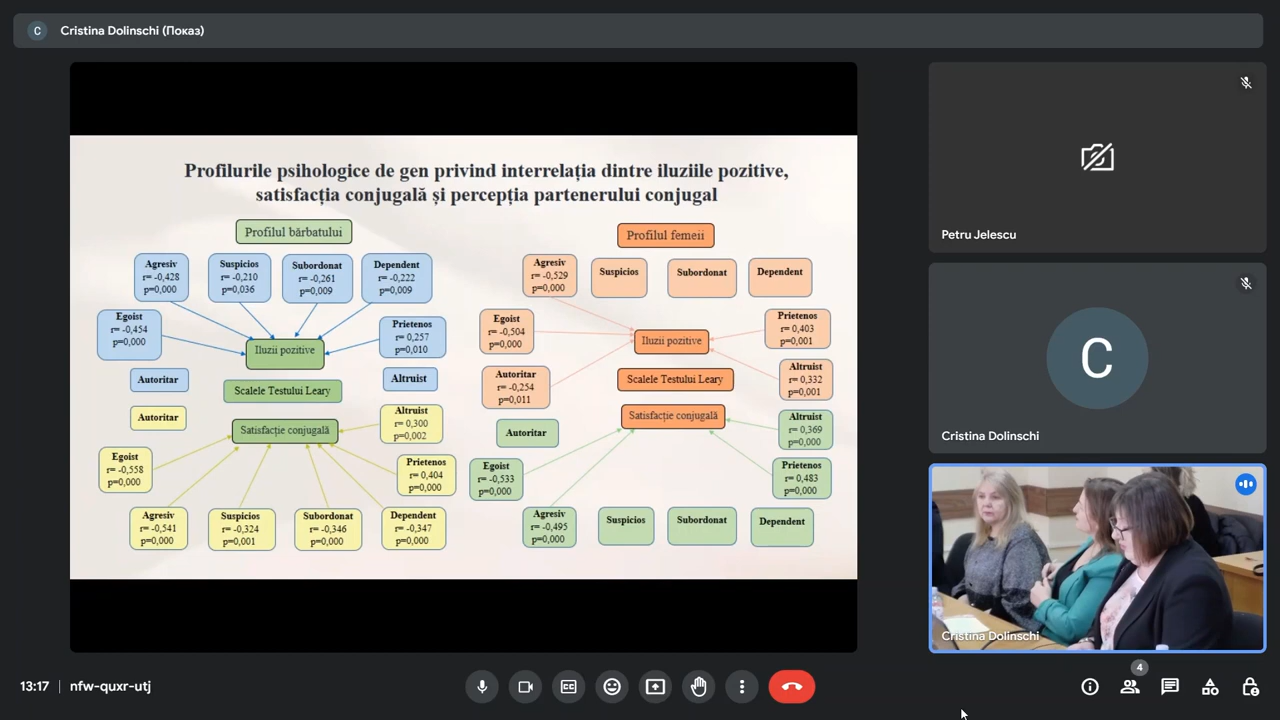 C Cristina Dolinschi (Показ)
Profilurile psihologice de gen privind interrelația dintre iluziile pozitive,
satisfacția conjugală și percepția partenerului conjugal
Profilul bărbatului
Agresiv
r= -0,428
p=0,000
Suspicios
r= -0,210
p=0,036
Subordonat
r= -0,261
p=0,009
Dependent
r= -0,222
p=0,009
Egoist
r= -0,454
p=0,000
Prietenos
r= 0,257
p=0,010
Iluzii pozitive
Autoritar
Altruist
Scalele Testului Leary
Autoritar
Altruist
r= 0,300
p=0,002
Satisfacție conjugală
Egoist
r= -0,558
p=0,000
Prietenos
r= 0,404
p=0,000
Agresiv
r= -0,541
p=0,000
Suspicios
r= -0,324
p=0,001
Subordonat
r= -0,346
p=0,000
Dependent
r= -0,347
p=0,000
Profilul femeii
Agresiv
r= -0,529
p=0,000
Suspicios
Subordonat
Dependent
Egoist
r= -0,504
p=0,000
Prietenos
r= 0,403
p=0,001
Iluzii pozitive
Autoritar
r= -0,254
p=0,011
Altruist
r= 0,332
p=0,001
Scalele Testului Leary
Satisfacție conjugală
Altruist
r= 0,369
p=0,000
Autoritar
Egoist
r= -0,533
p=0,000
Prietenos
r= 0,483
p=0,000
Agresiv
r= -0,495
p=0,000
Suspicios
Subordonat
Dependent
Petru Jelescu
C
Cristina Dolinschi
Cristina Dolinschi
13:17 | nfw-quxr-utj
4